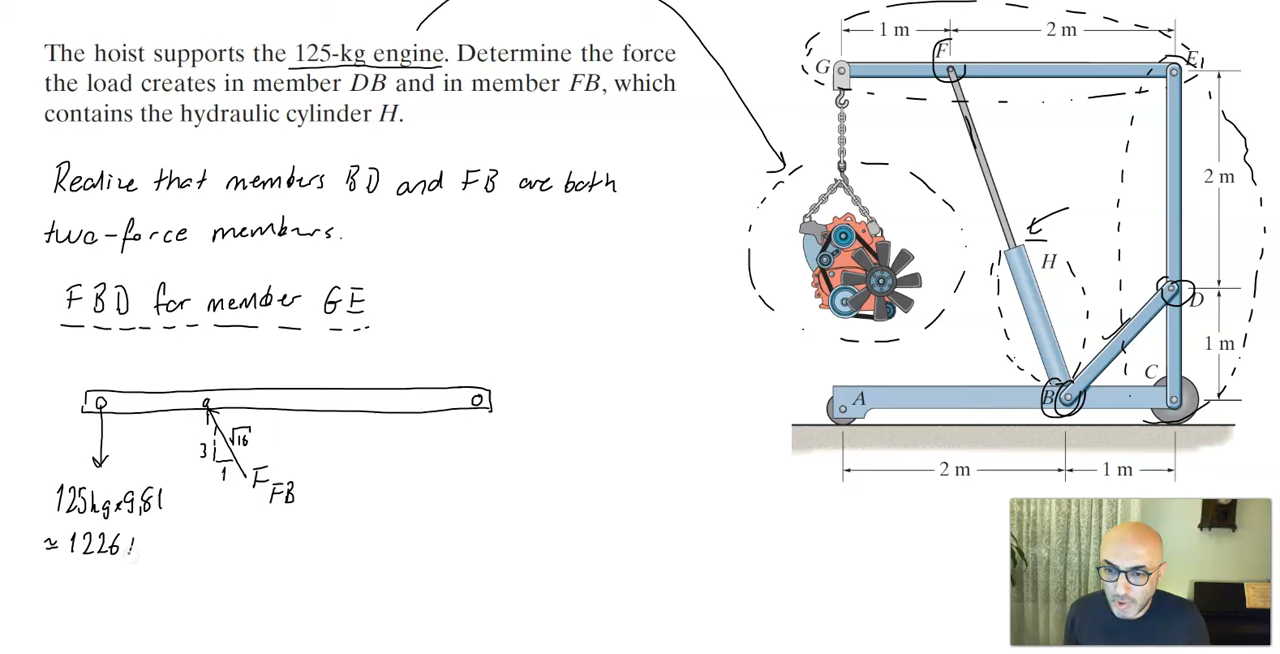 The hoist supports the 125-kg engine. Determine the force
the load creates in member DB and in member FB, which
contains the hydraulic cylinder H.
Realize that members BD and FB are both
two-force members.
FBD for member GE
3
√16
1
F FB
125kg×9,81
≃ 1226
1 m
2 m
G
F
E
2 m
H
D
1 m
C
A
B
2 m
1 m